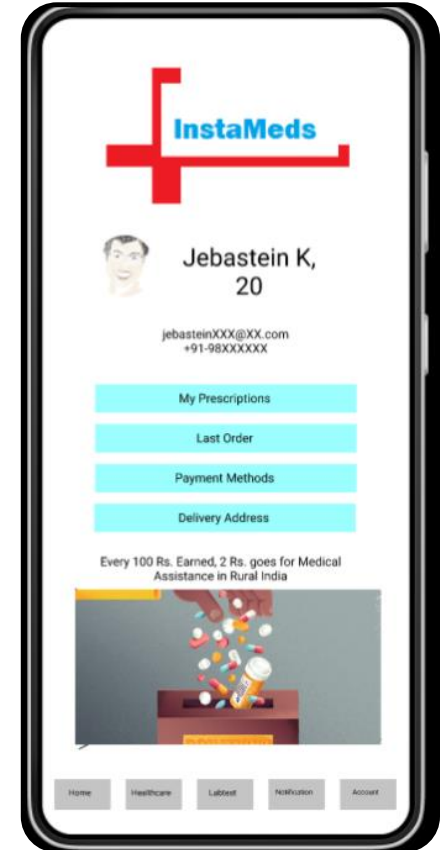 InstaMeds
Jebastein K,
20
jebasteinXXX@XX.com
+91-98XXXXXX
My Prescriptions
Last Order
Payment Methods
Delivery Address
Every 100 Rs. Earned, 2 Rs. goes for Medical
Assistance in Rural India
Home
Healthcare
Labtest
Notification
Account